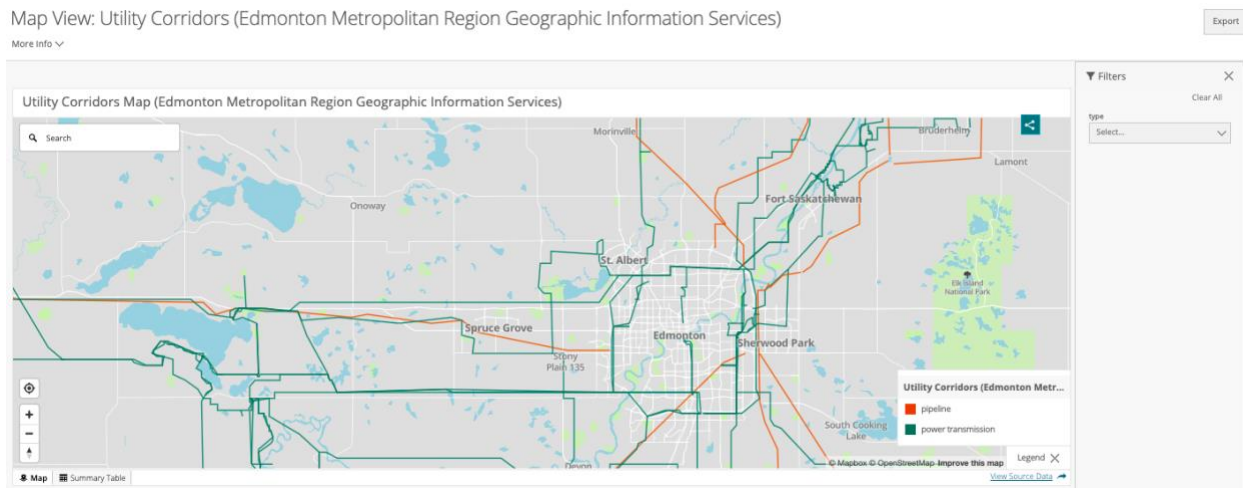 Map View: Utility Corridors (Edmonton Metropolitan Region Geographic Information Services)
Export
More Info
Filters
Clear All
type
Select...
Utility Corridors Map (Edmonton Metropolitan Region Geographic Information Services)
Search
Morinville
Bruderheim
Lamont
Onoway
Fort Saskatchewan
St. Albert
Elk Island
National Park
Spruce Grove
Edmonton
Sherwood Park
Stony
Plain 135
Utility Corridors (Edmonton Metr...
pipeline
power transmission
South Cooking
Lake
Devon
Legend
© Mapbox © OpenStreetMap Improve this map
Map
Summary Table
View Source Data